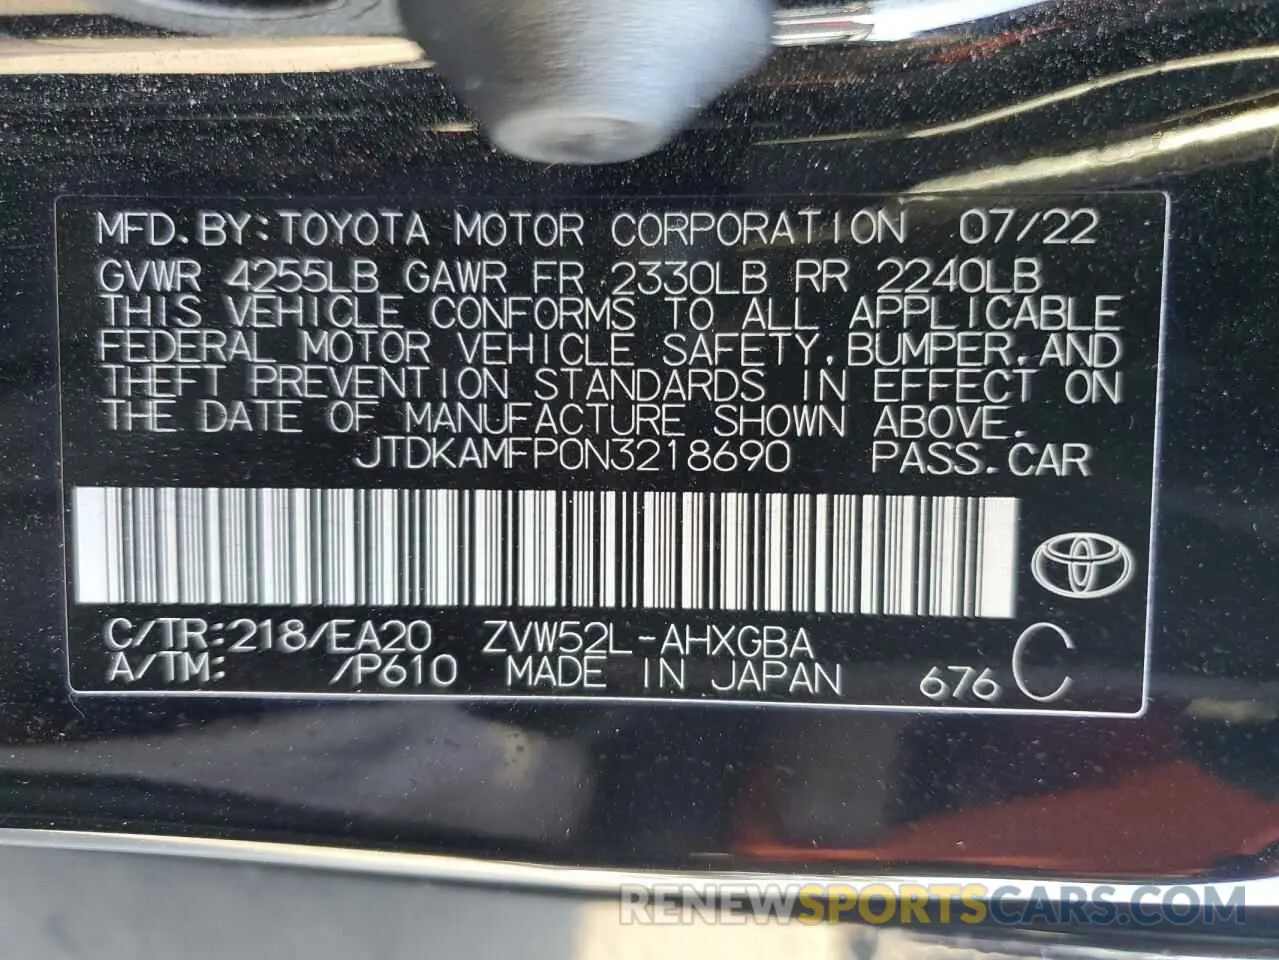 MFD.BY:TOYOTA MOTOR CORPORATION 07/22
GVWR 4255LB GAWR FR 2330LB RR 2240LB
THIS VEHICLE CONFORMS TO ALL APPLICABLE
FEDERAL MOTOR VEHICLE SAFETY,BUMPER,AND
THEFT PREVENTION STANDARDS IN EFFECT ON
THE DATE OF MANUFACTURE SHOWN ABOVE.
JTDKAMFP0N3218690 PASS.CAR
C/TR:218/EA20 ZVW52L-AHXGBA
A/TM: /P610 MADE IN JAPAN 676 C
RENEWSPORTSCARS.COM